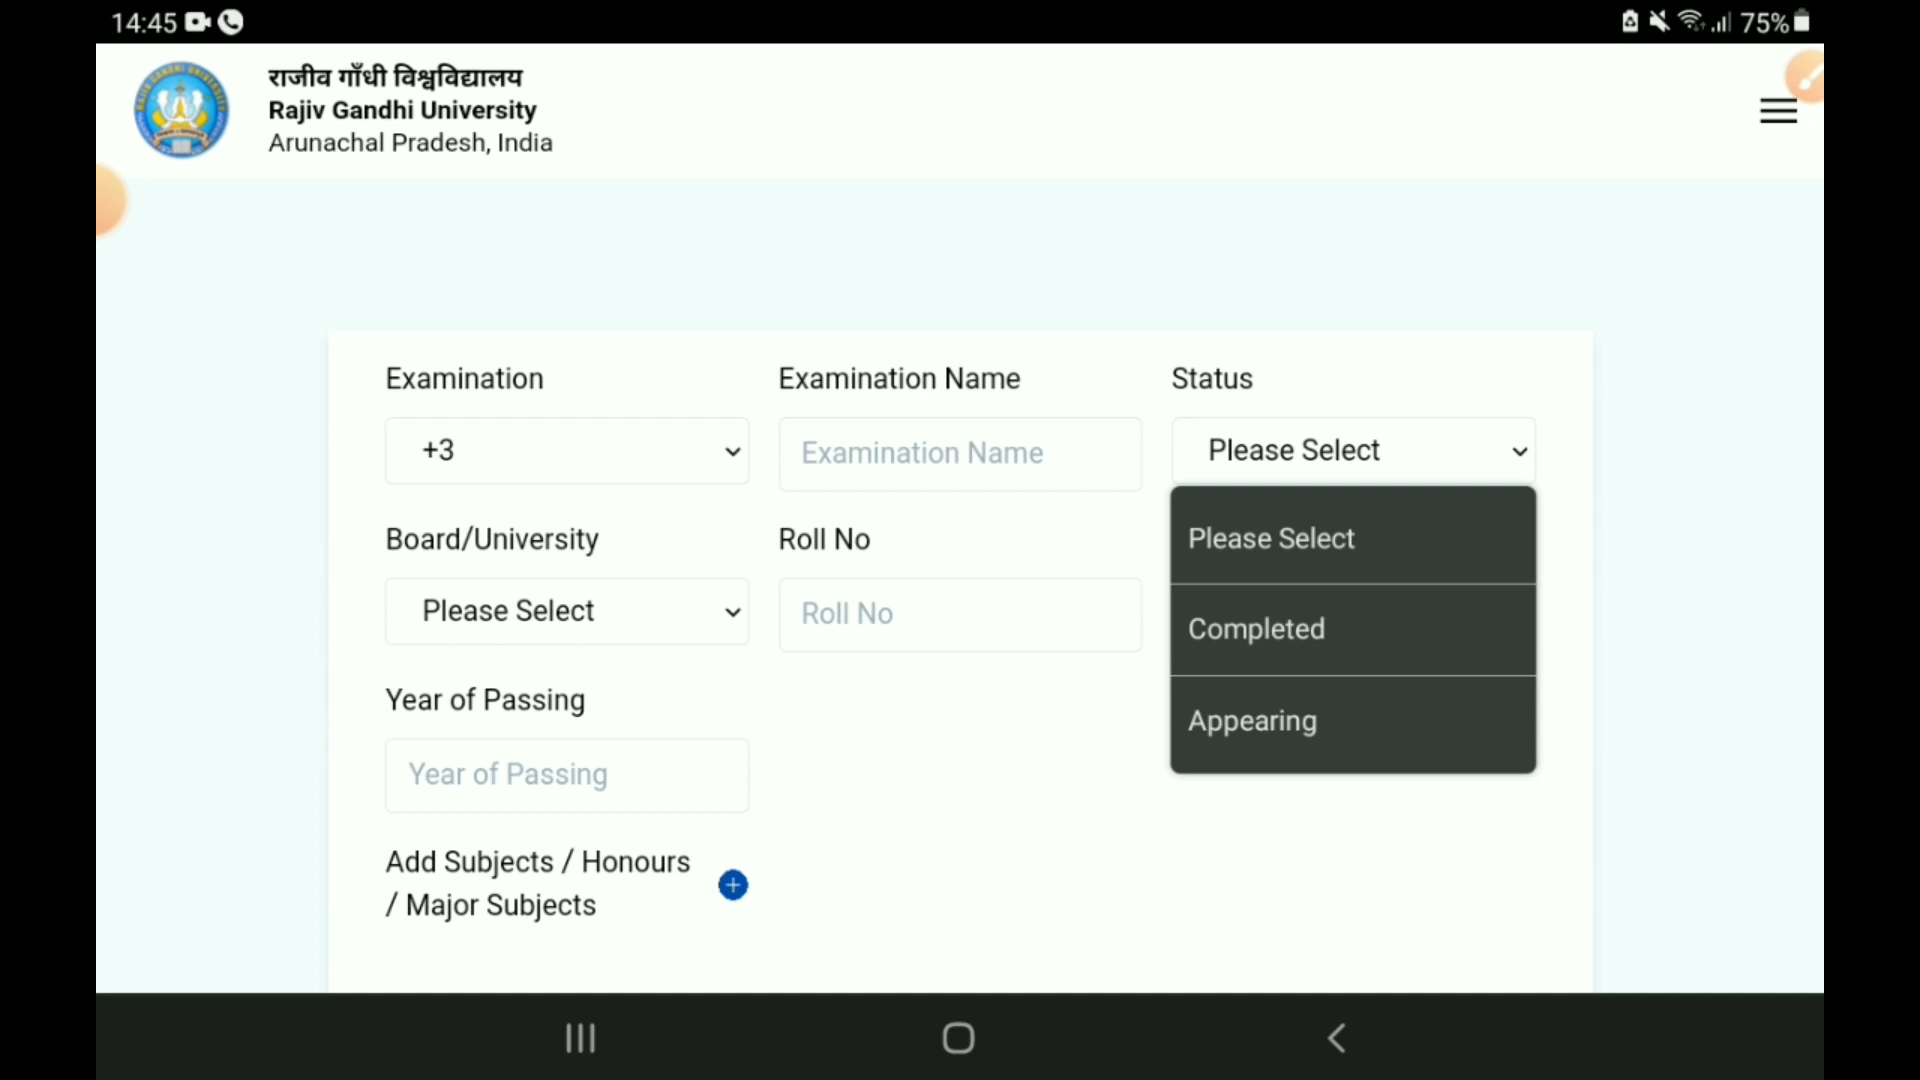 14:45
75%
राजीव गाँधी विश्वविद्यालय
Rajiv Gandhi University
Arunachal Pradesh, India
Examination
Examination Name
Status
+3
Examination Name
Please Select
Board/University
Roll No
Please Select
Please Select
Roll No
Completed
Year of Passing
Appearing
Year of Passing
Add Subjects / Honours
/ Major Subjects